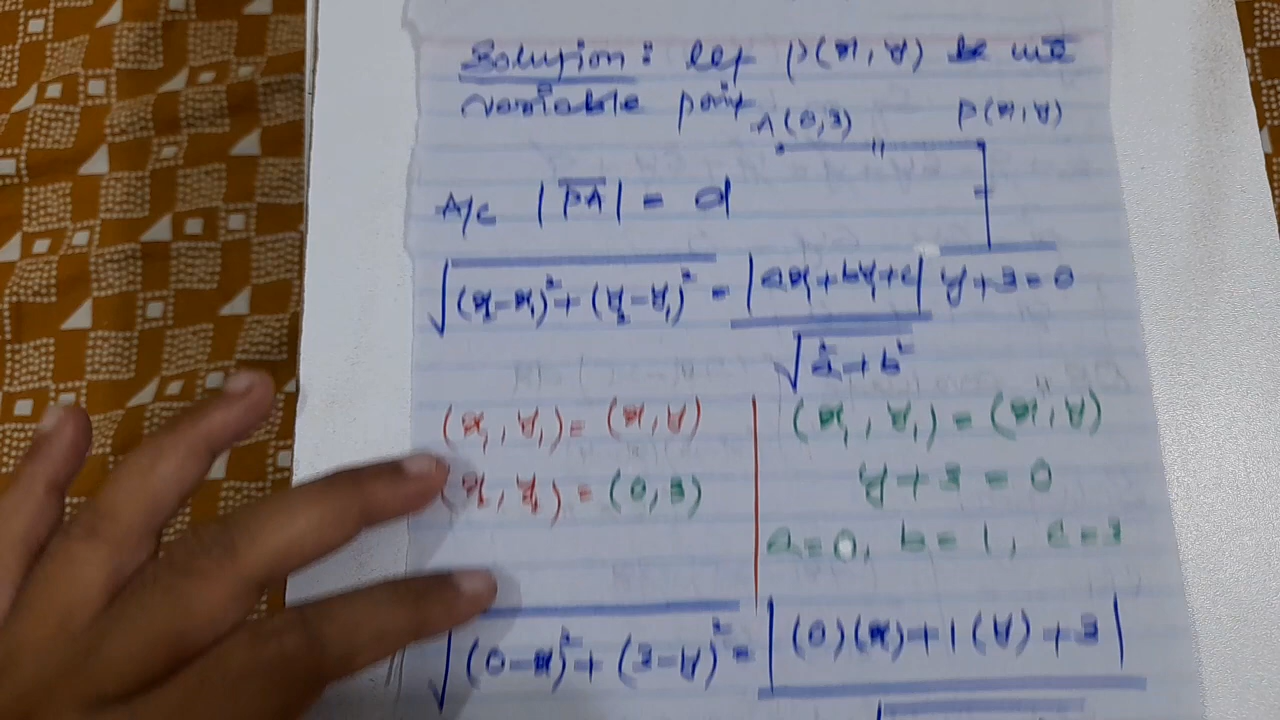 Solution: let P(x,y) be the
variable point
A(0,3) P(x,y)
A/c |PA| = d
√(x₂-x₁)²+(y₂-y₁)² = |ax₁+by₁+c| / √a²+b² y+3=0
(x₁,y₁)=(x,y) (x₁,y₁)=(x,y)
(x₂,y₂)=(0,3) y+3=0
a=0, b=1, c=3
√(0-x)²+(3-y)² = |(0)(x)+1(y)+3|